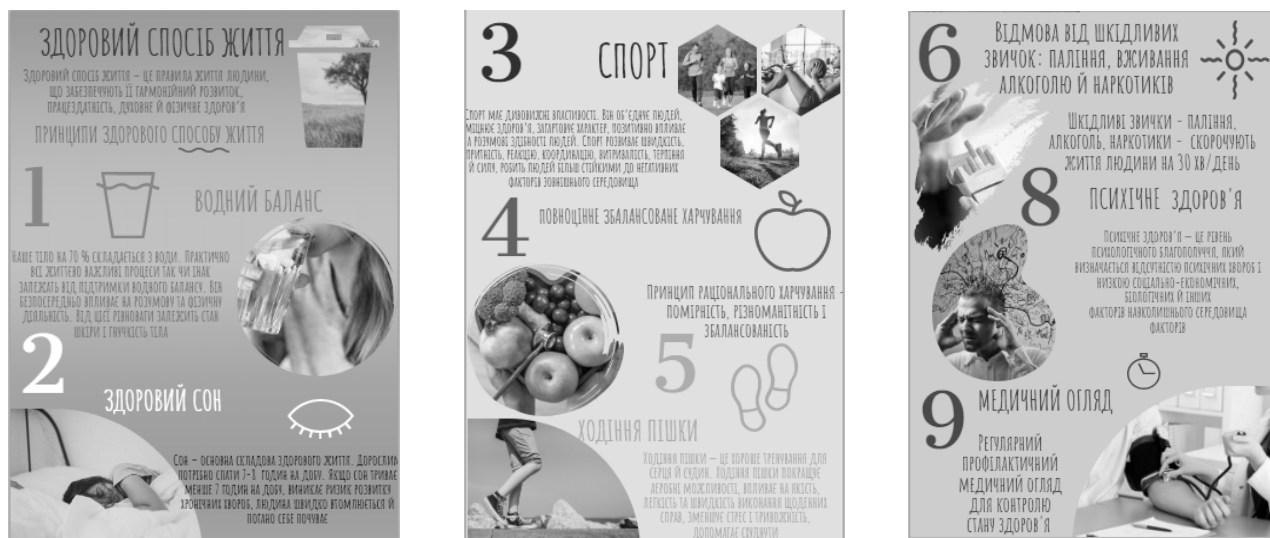 ЗДОРОВИЙ СПОСІБ ЖИТТЯ
ЗДОРОВИЙ СПОСІБ ЖИТТЯ – ЦЕ ПРАВИЛА ЖИТТЯ ЛЮДИНИ,
ЩО ЗАБЕЗПЕЧУЮТЬ ЇЇ ГАРМОНІЙНИЙ РОЗВИТОК,
ПРАЦЕЗДАТНІСТЬ, ДУХОВНЕ Й ФІЗИЧНЕ ЗДОРОВ'Я
ПРИНЦИПИ ЗДОРОВОГО СПОСОБУ ЖИТТЯ
1
ВОДНИЙ БАЛАНС
НАШЕ ТІЛО НА 70 % СКЛАДАЄТЬСЯ З ВОДИ. ПРАКТИЧНО
ВСІ ЖИТТЄВО ВАЖЛИВІ ПРОЦЕСИ ТАК ЧИ ІНАК
ЗАЛЕЖАТЬ ВІД ПІДТРИМКИ ВОДНОГО БАЛАНСУ. ВІН
БЕЗПОСЕРЕДНЬО ВПЛИВАЄ НА РОЗУМОВУ ТА ФІЗИЧНУ
ДІЯЛЬНІСТЬ. ВІД ЦІЄЇ РІВНОВАГИ ЗАЛЕЖИТЬ СТАН
ШКІРИ І ГНУЧКІСТЬ ТІЛА
2
ЗДОРОВИЙ СОН
СОН – ОСНОВНА СКЛАДОВА ЗДОРОВОГО ЖИТТЯ. ДОРОСЛИМ
ПОТРІБНО СПАТИ 7-8 ГОДИН НА ДОБУ. ЯКЩО СОН ТРИВАЄ
МЕНШЕ 7 ГОДИН НА ДОБУ, ВИНИКАЄ РИЗИК РОЗВИТКУ
ХРОНІЧНИХ ХВОРОБ, ЛЮДИНА ШВИДКО ВТОМЛЮЄТЬСЯ Й
ПОГАНО СЕБЕ ПОЧУВАЄ
3
СПОРТ
СПОРТ МАЄ ДИВОВИЖНІ ВЛАСТИВОСТІ. ВІН ОБ'ЄДНУЄ ЛЮДЕЙ,
МІЦНЮЄ ЗДОРОВ'Я, ЗАГАРТОВУЄ ХАРАКТЕР, ПОЗИТИВНО ВПЛИВАЄ
А РОЗУМОВІ ЗДІБНОСТІ ЛЮДЕЙ. СПОРТ РОЗВИВАЄ ШВИДКІСТЬ,
ПРИТНІСТЬ, РЕАКЦІЮ, КООРДИНАЦІЮ, ВИТРИВАЛІСТЬ, ТЕРПІННЯ
Й СИЛИ, РОБИТЬ ЛЮДЕЙ БІЛЬШ СТІЙКИМИ ДО НЕГАТИВНИХ
ФАКТОРІВ ЗОВНІШНЬОГО СЕРЕДОВИЩА
4
ПОВНОЦІННЕ ЗБАЛАНСОВАНЕ ХАРЧУВАННЯ
ПРИНЦИП РАЦІОНАЛЬНОГО ХАРЧУВАННЯ -
ПОМІРНІСТЬ, РІЗНОМАНІТНІСТЬ І
ЗБАЛАНСОВАНІСТЬ
5
ХОДІННЯ ПІШКИ
ХОДІННЯ ПІШКИ – ЦЕ ХОРОШЕ ТРЕНУВАННЯ ДЛЯ
СЕРЦЯ Й СУДИН. ХОДІННЯ ПІШКИ ПОКРАЩУЄ
АЕРОБНІ МОЖЛИВОСТІ, ВПЛИВАЄ НА ЯКІСТЬ,
ЛЕГКІСТЬ ТА ШВИДКІСТЬ ВИКОНАННЯ ЩОДЕННИХ
СПРАВ, ЗМЕНШУЄ СТРЕС І ТРИВОЖНІСТЬ,
ДОПОМАГАЄ СХУДНУТИ
6
ВІДМОВА ВІД ШКІДЛИВИХ
ЗВИЧОК: ПАЛІННЯ, ВЖИВАННЯ
АЛКОГОЛЮ Й НАРКОТИКІВ
ШКІДЛИВІ ЗВИЧКИ - ПАЛІННЯ,
АЛКОГОЛЬ, НАРКОТИКИ - СКОРОЧУЮТЬ
ЖИТТЯ ЛЮДИНИ НА 30 ХВ/ДЕНЬ
8
ПСИХІЧНЕ ЗДОРОВ'Я
ПСИХІЧНЕ ЗДОРОВ'Я – ЦЕ РІВЕНЬ
ПСИХОЛОГІЧНОГО БЛАГОПОЛУЧЧЯ, ЯКИЙ
ВИЗНАЧАЄТЬСЯ ВІДСУТНІСТЮ ПСИХІЧНИХ ХВОРОБ І
НИЗКОЮ СОЦІАЛЬНО-ЕКОНОМІЧНИХ,
БІОЛОГІЧНИХ Й ІНШИХ
ФАКТОРІВ НАВКОЛИШНЬОГО СЕРЕДОВИЩА
ФАКТОРІВ
9
МЕДИЧНИЙ ОГЛЯД
РЕГУЛЯРНИЙ
ПРОФІЛАКТИЧНИЙ
МЕДИЧНИЙ ОГЛЯД
ДЛЯ КОНТРОЛЮ
СТАНУ ЗДОРОВ'Я